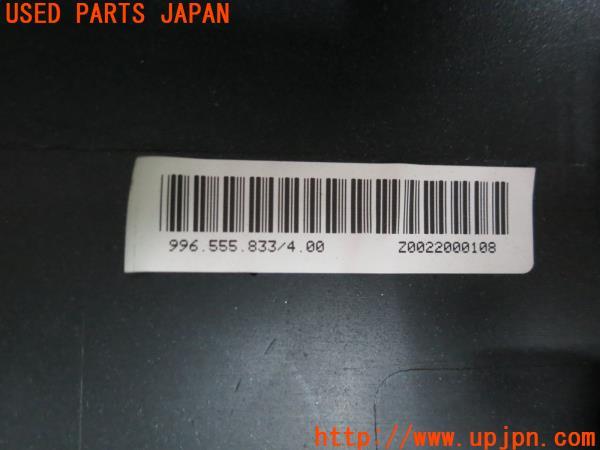 USED PARTS JAPAN
996.555.833/4.00 Z0022000108
http://www.upjpn.com/